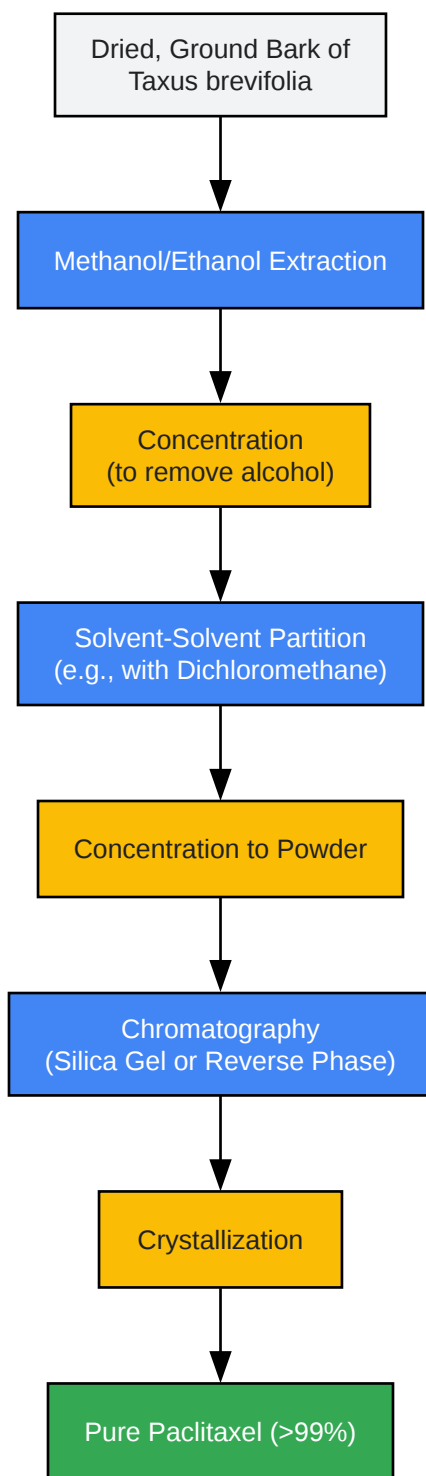 Dried, Ground Bark of
Taxus brevifolia
Methanol/Ethanol Extraction
Concentration
(to remove alcohol)
Solvent-Solvent Partition
(e.g., with Dichloromethane)
Concentration to Powder
Chromatography
(Silica Gel or Reverse Phase)
Crystallization
Pure Paclitaxel (>99%)